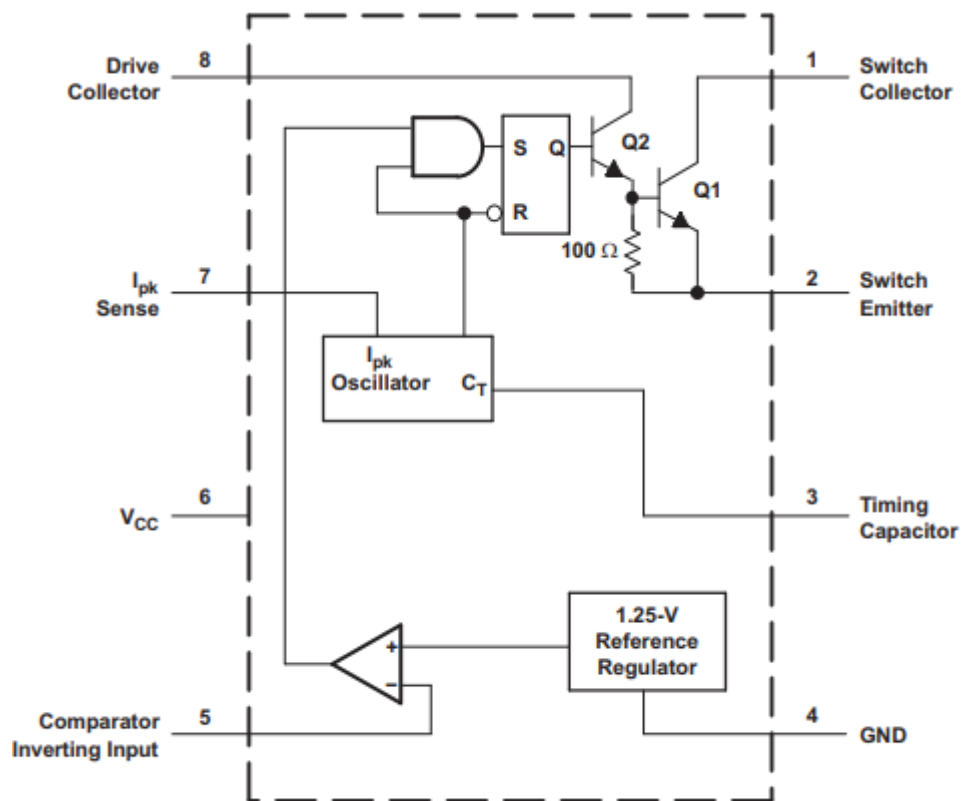 Drive
Collector
8
1
Switch
Collector
S
Q
Q2
Q1
R
100 Ω
Ipk
Sense
7
2
Switch
Emitter
Ipk
Oscillator
CT
VCC
6
3
Timing
Capacitor
1.25-V
Reference
Regulator
+
−
Comparator
Inverting Input
5
4
GND